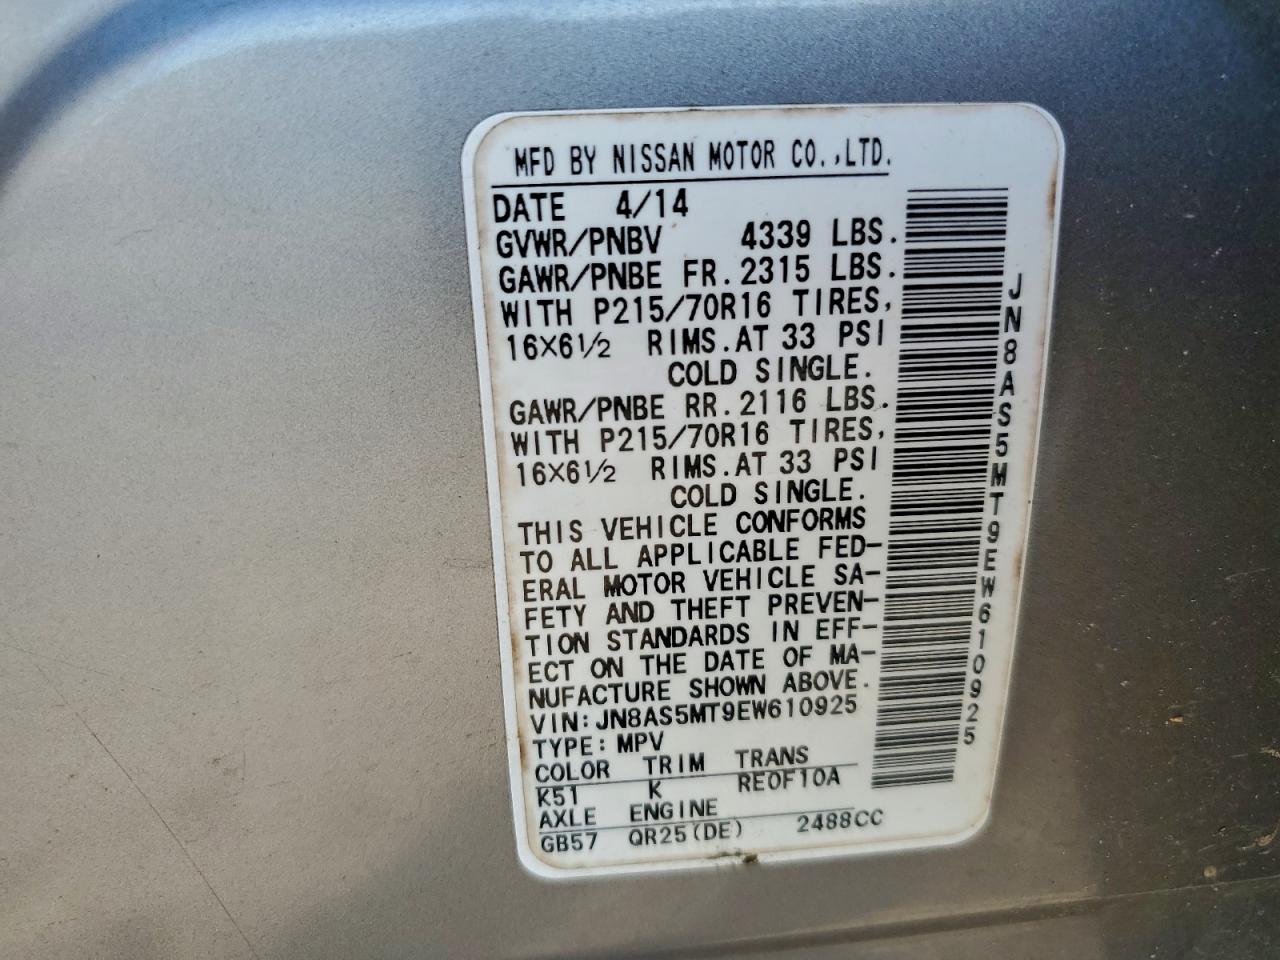 MFD BY NISSAN MOTOR CO.,LTD.
DATE 4/14
GVWR/PNBV 4339 LBS.
GAWR/PNBE FR. 2315 LBS.
WITH P215/70R16 TIRES,
16X6½ RIMS. AT 33 PSI
COLD SINGLE.
GAWR/PNBE RR. 2116 LBS.
WITH P215/70R16 TIRES,
16X6½ RIMS. AT 33 PSI
COLD SINGLE.
THIS VEHICLE CONFORMS
TO ALL APPLICABLE FED-
ERAL MOTOR VEHICLE SA-
FETY AND THEFT PREVEN-
TION STANDARDS IN EFF-
ECT ON THE DATE OF MA-
NUFACTURE SHOWN ABOVE.
VIN: JN8AS5MT9EW610925
TYPE: MPV
COLOR TRIM TRANS
K51 K RE0F10A
AXLE ENGINE
GB57 QR25(DE) 2488CC
JN8AS5MT9EW610925